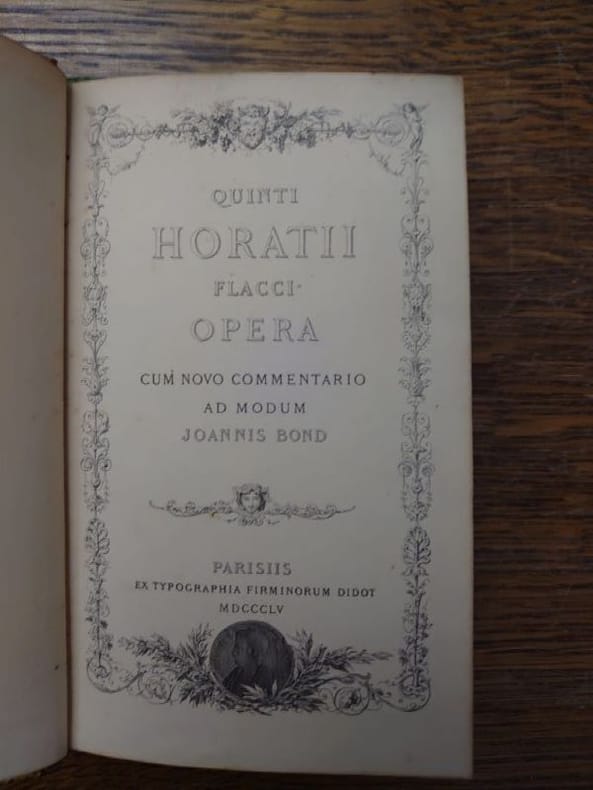 QUINTI
HORATII
FLACCI
OPERA
CUM NOVO COMMENTARIO
AD MODUM
JOANNIS BOND
PARISIIS
EX TYPOGRAPHIA FIRMINORUM DIDOT
MDCCCLV